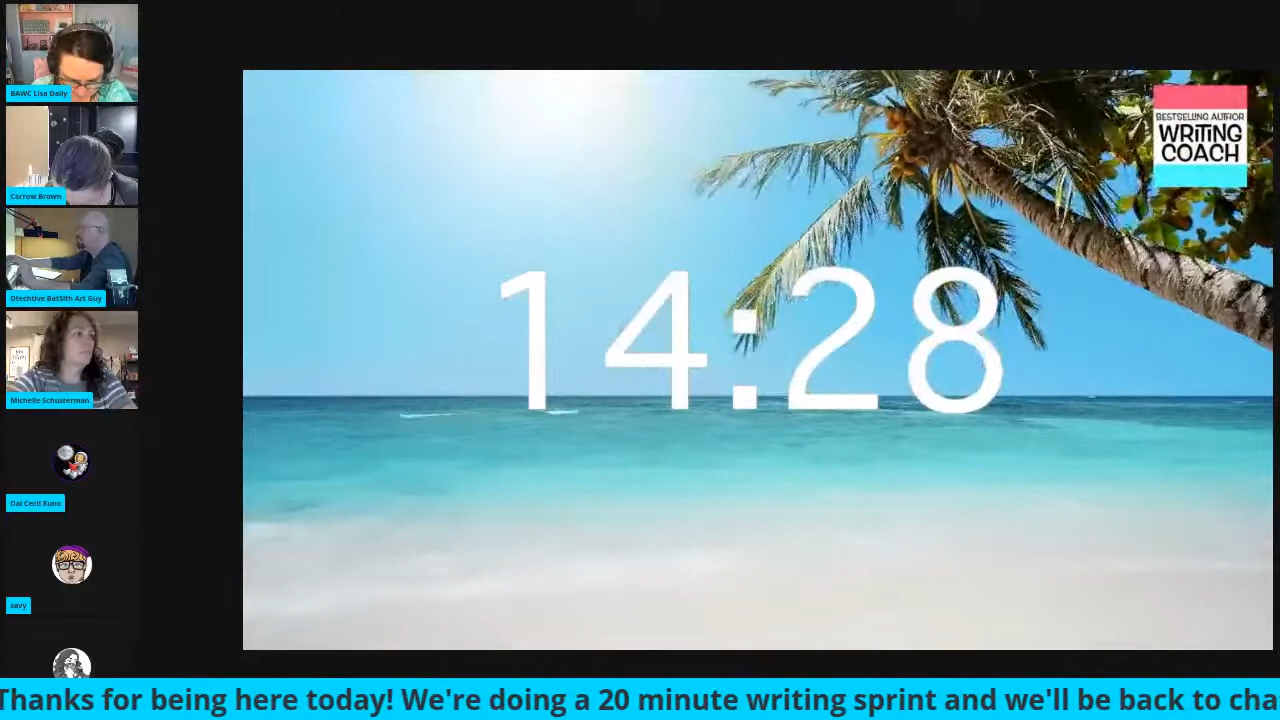 BAWC Lisa Daily
Carrow Brown
Dtechtive BatSith Art Guy
Michelle Schusterman
Dai Cecil Kuno
savy
14:28
BESTSELLING AUTHOR
WRiTiNG
COACH
Thanks for being here today! We're doing a 20 minute writing sprint and we'll be back to cha